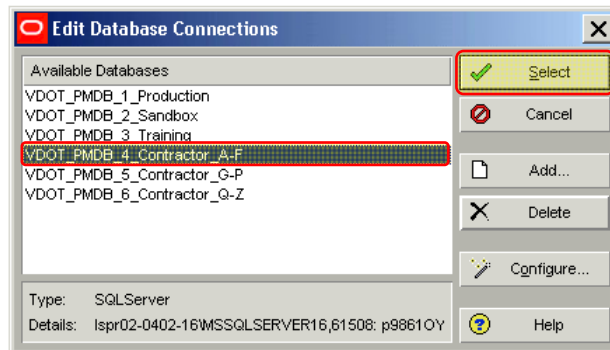 Edit Database Connections
Available Databases
VDOT_PMDB_1_Production
VDOT_PMDB_2_Sandbox
VDOT_PMDB_3_Training
VDOT_PMDB_4_Contractor_A-F
VDOT_PMDB_5_Contractor_G-P
VDOT_PMDB_6_Contractor_Q-Z
Select
Cancel
Add...
Delete
Configure...
Help
Type: SQLServer
Details: lspr02-0402-16\MSSQLSERVER16,61508: p9861OY